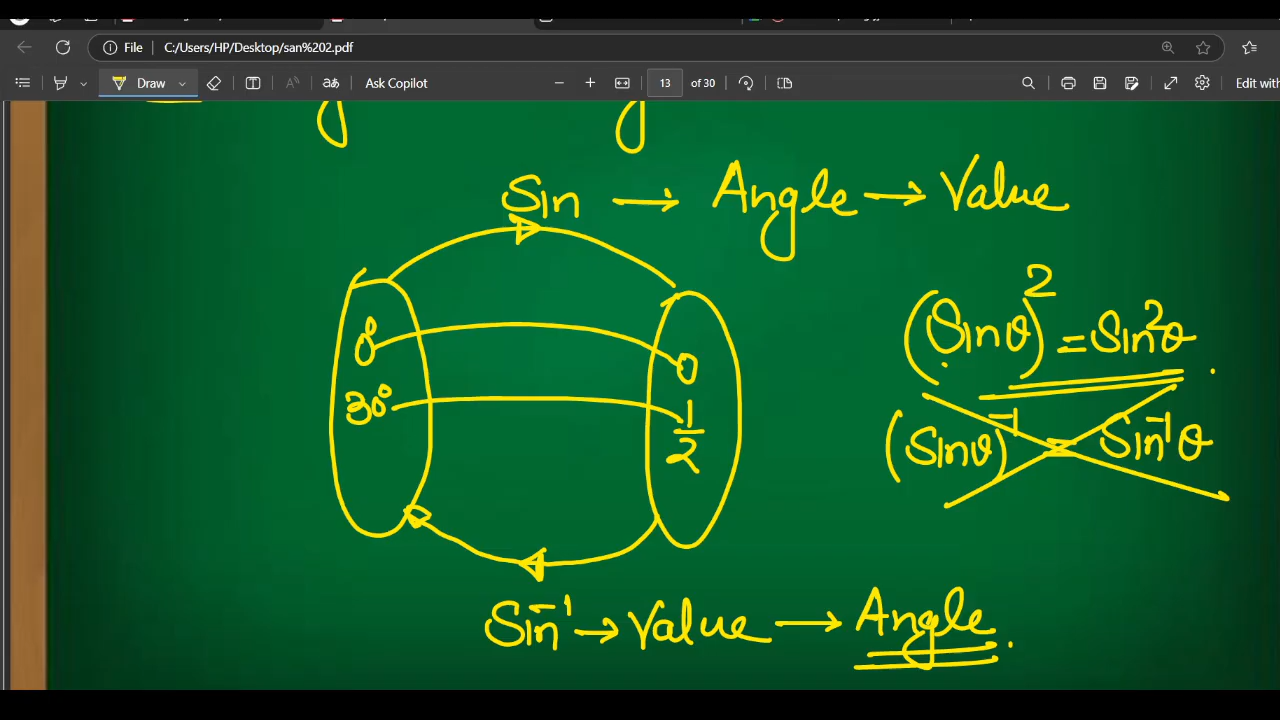 File C:/Users/HP/Desktop/san%202.pdf
Draw Ask Copilot 13 of 30 Edit with
Sin → Angle → Value
(Sinθ)² = Sin²θ
0° 0
30° 1/2
(Sinθ)⁻¹ = Sin⁻¹θ
Sin⁻¹ → Value → Angle